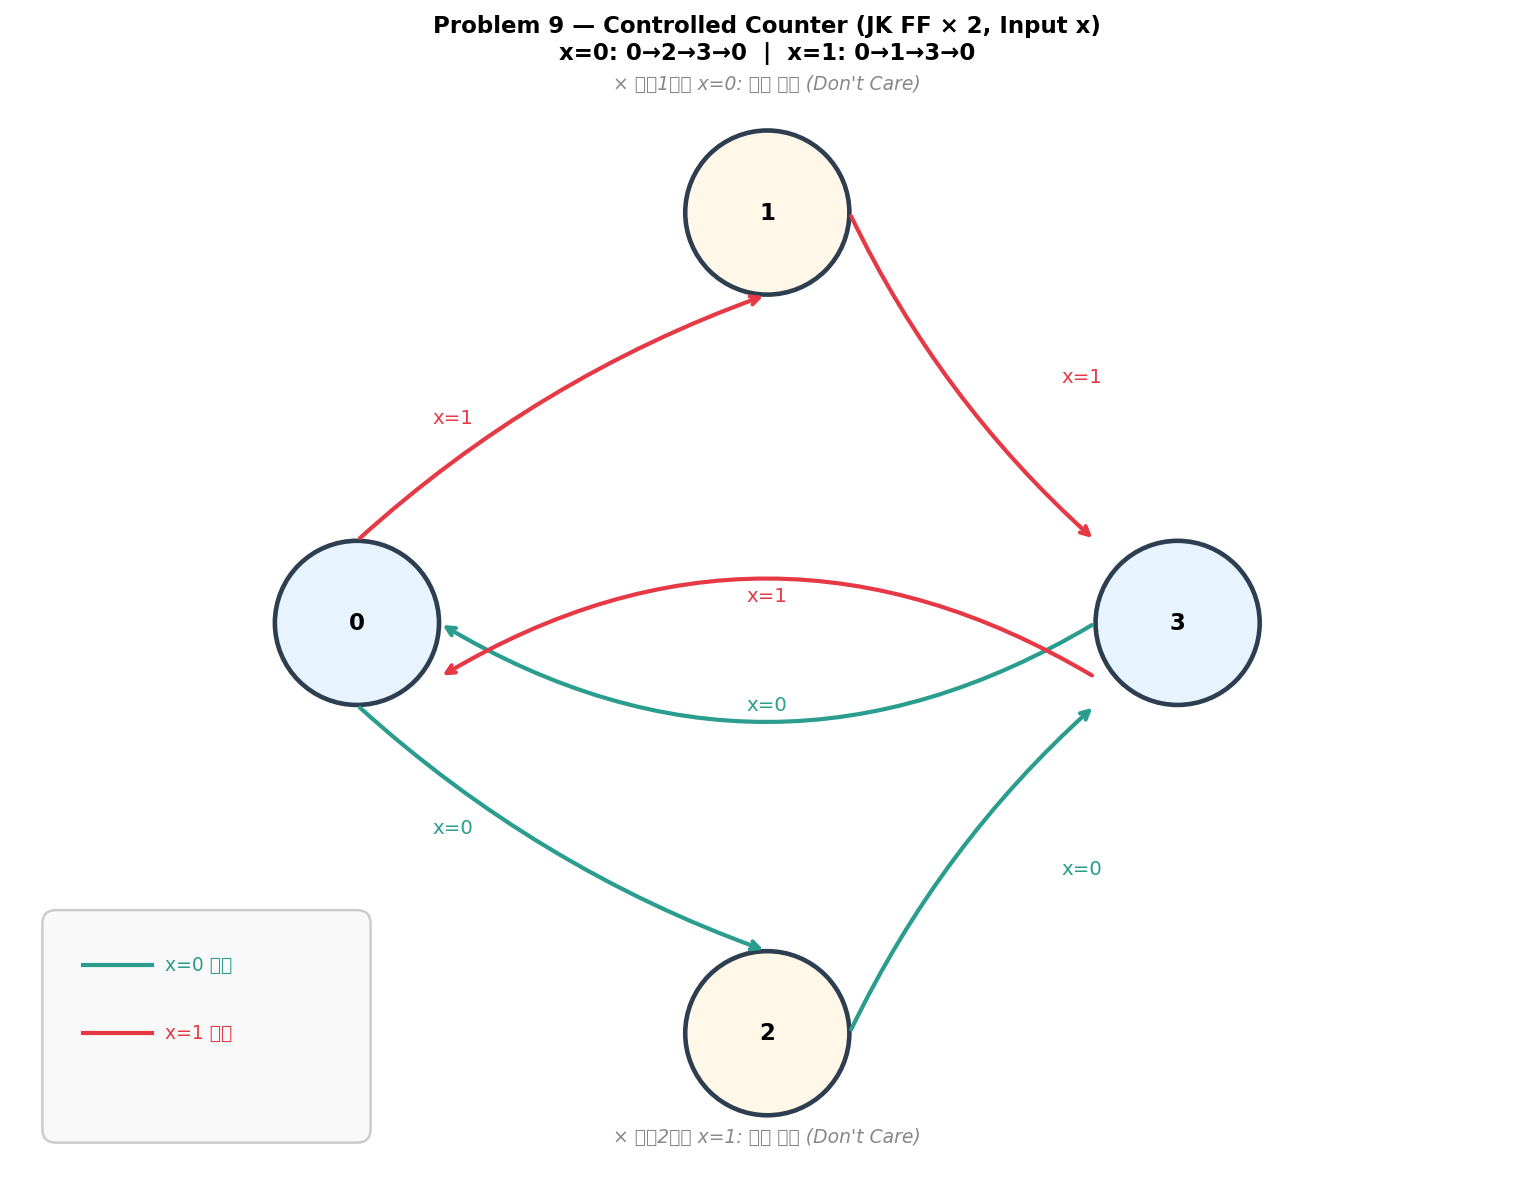 Problem 9 — Controlled Counter (JK FF × 2, Input x)
x=0: 0→2→3→0 | x=1: 0→1→3→0
× 1 x=0: (Don't Care)
1
x=1
x=1
0
x=1
3
x=0
x=0
x=0
x=0
x=1
2
× 2 x=1: (Don't Care)